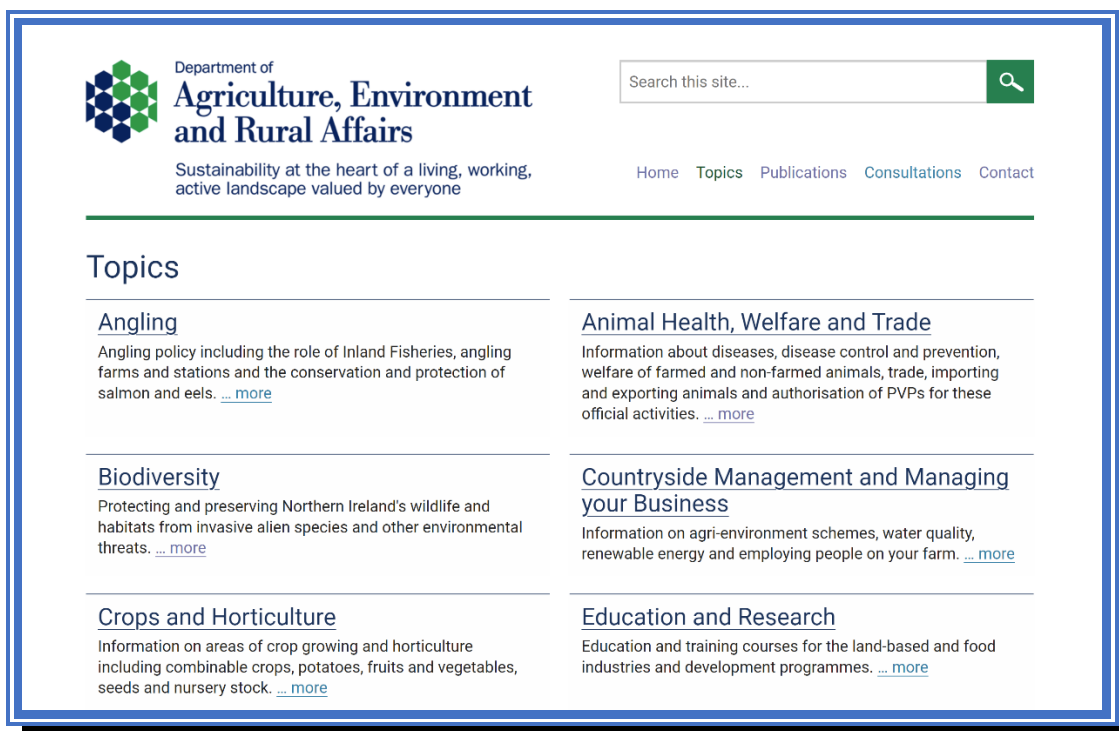 Department of
Agriculture, Environment
and Rural Affairs
Sustainability at the heart of a living, working,
active landscape valued by everyone
Search this site...
Home Topics Publications Consultations Contact
Topics
Angling
Angling policy including the role of Inland Fisheries, angling
farms and stations and the conservation and protection of
salmon and eels. ... more
Animal Health, Welfare and Trade
Information about diseases, disease control and prevention,
welfare of farmed and non-farmed animals, trade, importing
and exporting animals and authorisation of PVPs for these
official activities. ... more
Biodiversity
Protecting and preserving Northern Ireland's wildlife and
habitats from invasive alien species and other environmental
threats. ... more
Countryside Management and Managing
your Business
Information on agri-environment schemes, water quality,
renewable energy and employing people on your farm. ... more
Crops and Horticulture
Information on areas of crop growing and horticulture
including combinable crops, potatoes, fruits and vegetables,
seeds and nursery stock. ... more
Education and Research
Education and training courses for the land-based and food
industries and development programmes. ... more